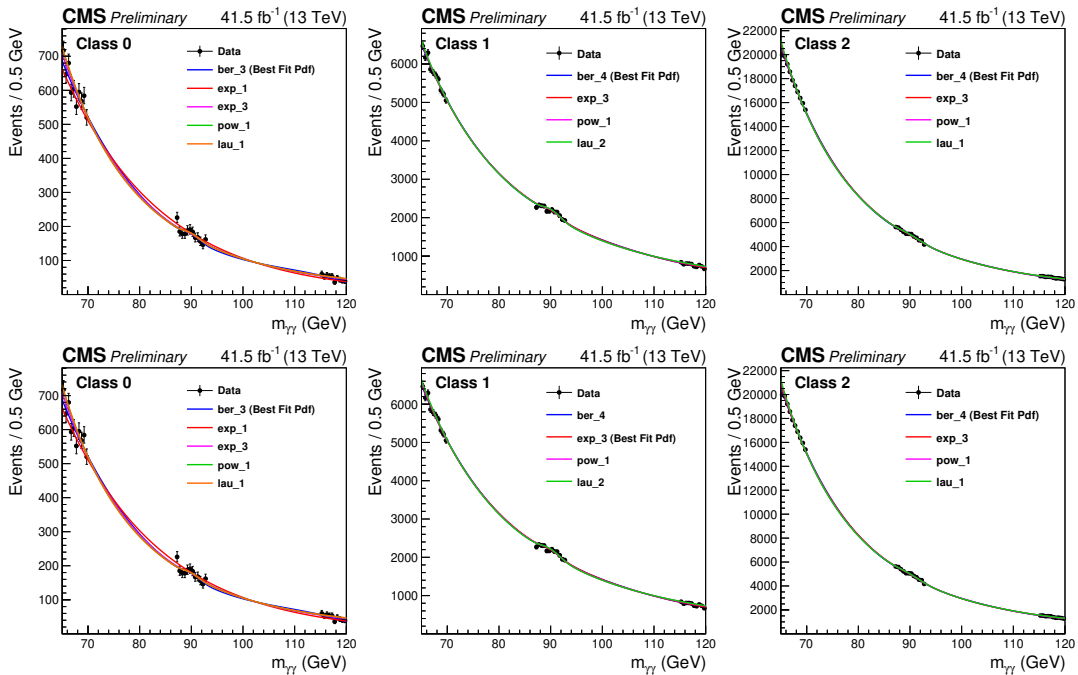 CMS Preliminary 41.5 fb⁻¹ (13 TeV)
Class 0
Data
ber_3 (Best Fit Pdf)
exp_1
exp_3
pow_1
lau_1
Events / 0.5 GeV
700
600
500
400
300
200
100
70 80 90 100 110 120
m_γγ (GeV)
CMS Preliminary 41.5 fb⁻¹ (13 TeV)
Class 1
Data
ber_4 (Best Fit Pdf)
exp_3
pow_1
lau_2
Events / 0.5 GeV
6000
5000
4000
3000
2000
1000
70 80 90 100 110 120
m_γγ (GeV)
CMS Preliminary 41.5 fb⁻¹ (13 TeV)
Class 2
Data
ber_4 (Best Fit Pdf)
exp_3
pow_1
lau_1
Events / 0.5 GeV
22000
20000
18000
16000
14000
12000
10000
8000
6000
4000
2000
70 80 90 100 110 120
m_γγ (GeV)
CMS Preliminary 41.5 fb⁻¹ (13 TeV)
Class 0
Data
ber_3 (Best Fit Pdf)
exp_1
exp_3
pow_1
lau_1
Events / 0.5 GeV
700
600
500
400
300
200
100
70 80 90 100 110 120
m_γγ (GeV)
CMS Preliminary 41.5 fb⁻¹ (13 TeV)
Class 1
Data
ber_4
exp_3 (Best Fit Pdf)
pow_1
lau_2
Events / 0.5 GeV
6000
5000
4000
3000
2000
1000
70 80 90 100 110 120
m_γγ (GeV)
CMS Preliminary 41.5 fb⁻¹ (13 TeV)
Class 2
Data
ber_4 (Best Fit Pdf)
exp_3
pow_1
lau_1
Events / 0.5 GeV
22000
20000
18000
16000
14000
12000
10000
8000
6000
4000
2000
70 80 90 100 110 120
m_γγ (GeV)